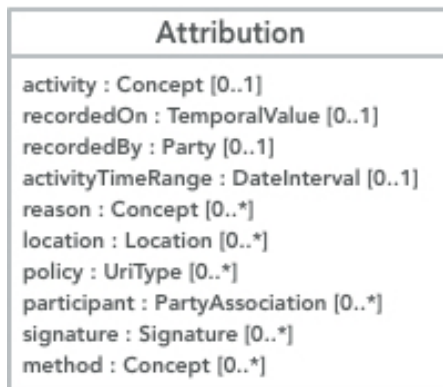 Attribution
activity : Concept [0..1]
recordedOn : TemporalValue [0..1]
recordedBy : Party [0..1]
activityTimeRange : DateInterval [0..1]
reason : Concept [0..*]
location : Location [0..*]
policy : UriType [0..*]
participant : PartyAssociation [0..*]
signature : Signature [0..*]
method : Concept [0..*]